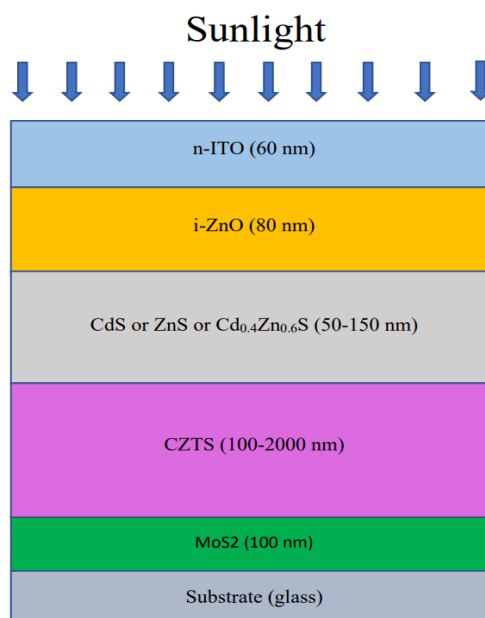 Sunlight
n-ITO (60 nm)
i-ZnO (80 nm)
CdS or ZnS or Cd₀.₄Zn₀.₆S (50-150 nm)
CZTS (100-2000 nm)
MoS2 (100 nm)
Substrate (glass)